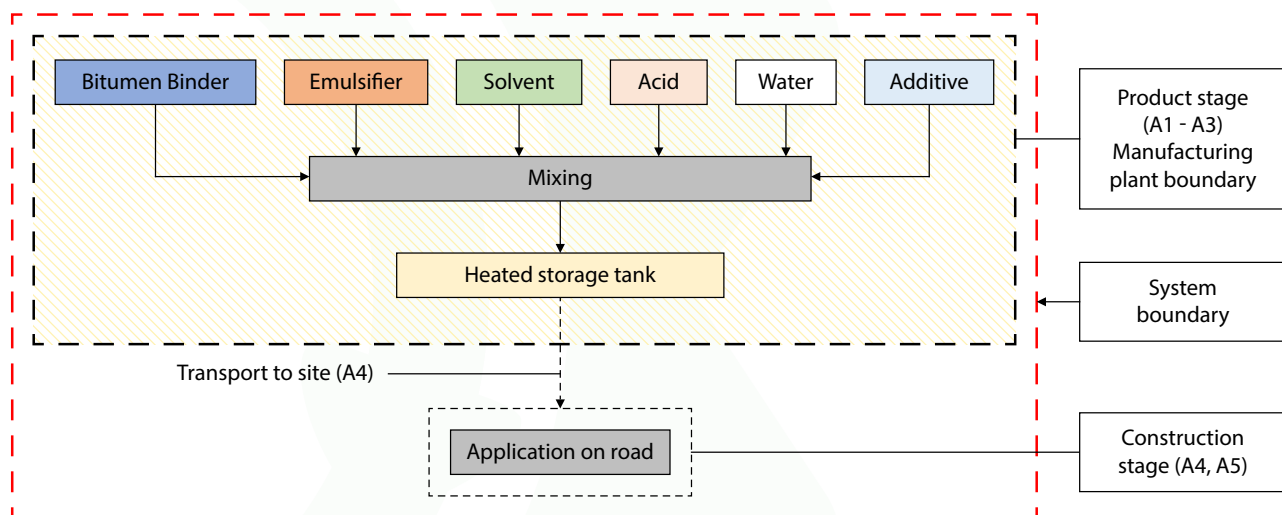 Bitumen Binder
Emulsifier
Solvent
Acid
Water
Additive
Product stage
(A1 - A3)
Manufacturing
plant boundary
Mixing
Heated storage tank
System
boundary
Transport to site (A4)
Application on road
Construction
stage (A4, A5)